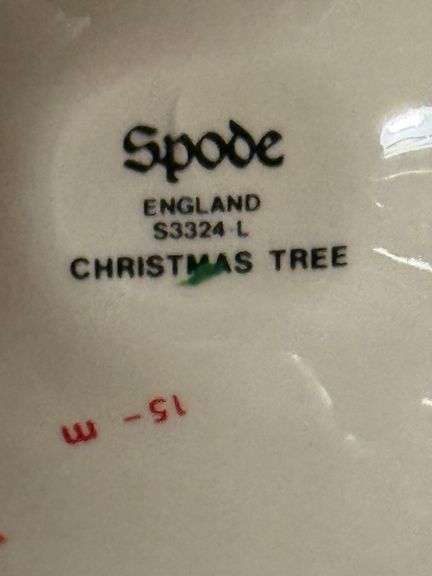 Spode
ENGLAND
S3324 L
CHRISTMAS TREE
15 - m